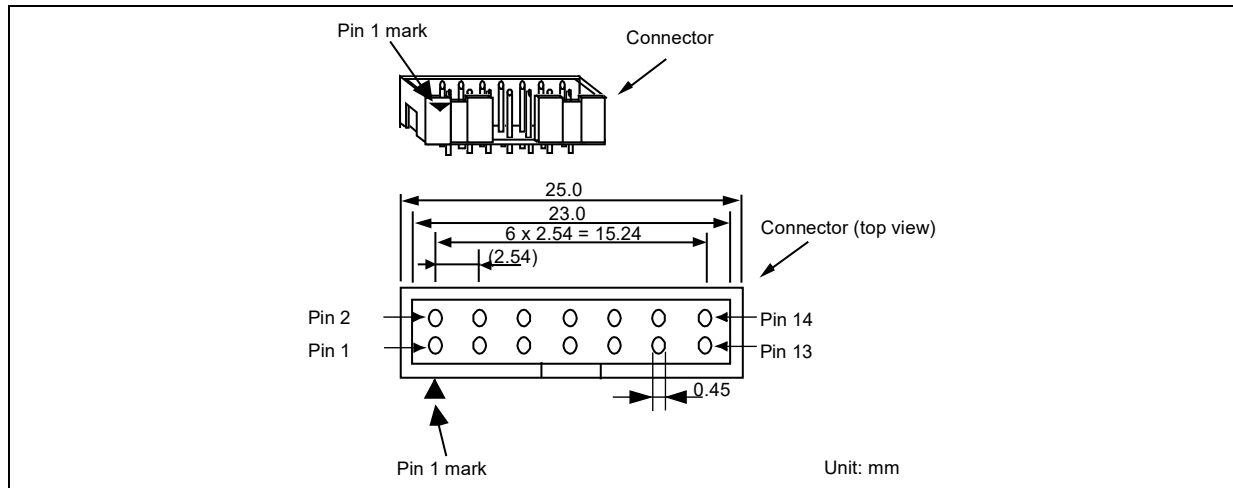 Pin 1 mark
Connector
25.0
23.0
6 x 2.54 = 15.24
Connector (top view)
(2.54)
Pin 2
Pin 14
Pin 1
Pin 13
0.45
Pin 1 mark
Unit: mm